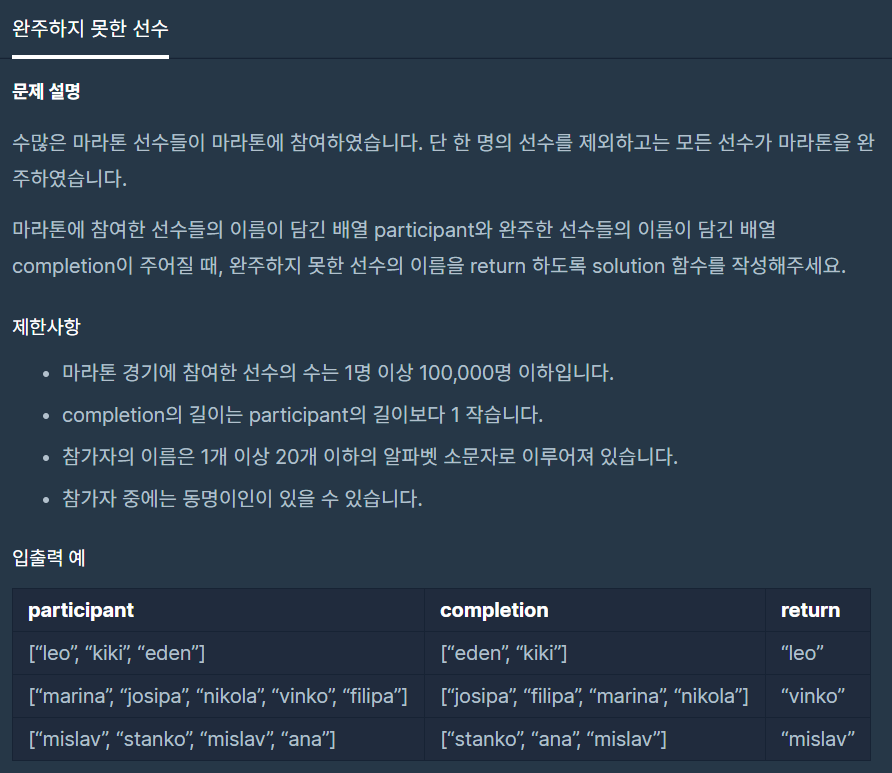 완주하지 못한 선수
문제 설명
수많은 마라톤 선수들이 마라톤에 참여하였습니다. 단 한 명의 선수를 제외하고는 모든 선수가 마라톤을 완
주하였습니다.
마라톤에 참여한 선수들의 이름이 담긴 배열 participant와 완주한 선수들의 이름이 담긴 배열
completion이 주어질 때, 완주하지 못한 선수의 이름을 return 하도록 solution 함수를 작성해주세요.
제한사항
• 마라톤 경기에 참여한 선수의 수는 1명 이상 100,000명 이하입니다.
• completion의 길이는 participant의 길이보다 1 작습니다.
• 참가자의 이름은 1개 이상 20개 이하의 알파벳 소문자로 이루어져 있습니다.
• 참가자 중에는 동명이인이 있을 수 있습니다.
입출력 예
participant completion return
[“leo”, “kiki”, “eden”] [“eden”, “kiki”] “leo”
[“marina”, “josipa”, “nikola”, “vinko”, “filipa”] [“josipa”, “filipa”, “marina”, “nikola”] “vinko”
[“mislav”, “stanko”, “mislav”, “ana”] [“stanko”, “ana”, “mislav”] “mislav”